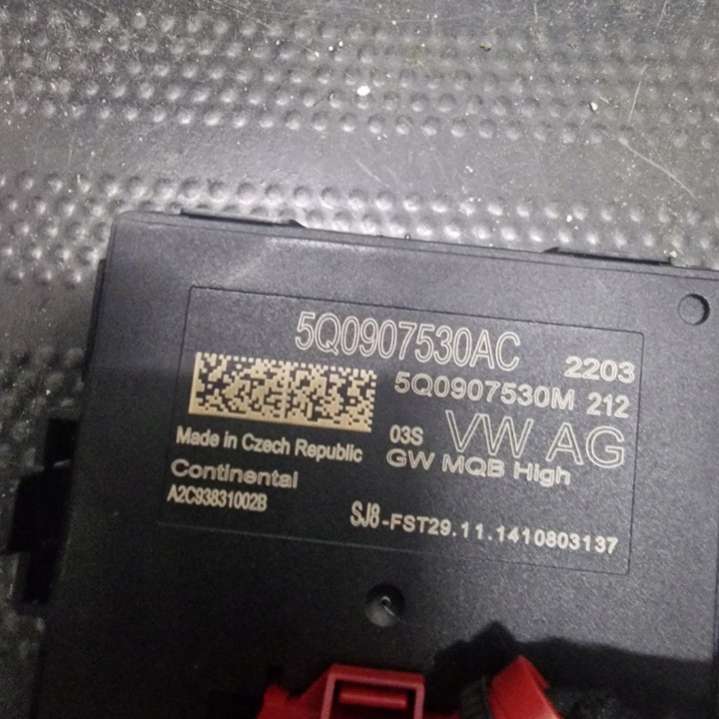 5Q0907530AC 2203
5Q0907530M 212
Made in Czech Republic 03S VW AG
Continental GW MQB High
A2C93831002B
SJ8-FST29.11.1410803137